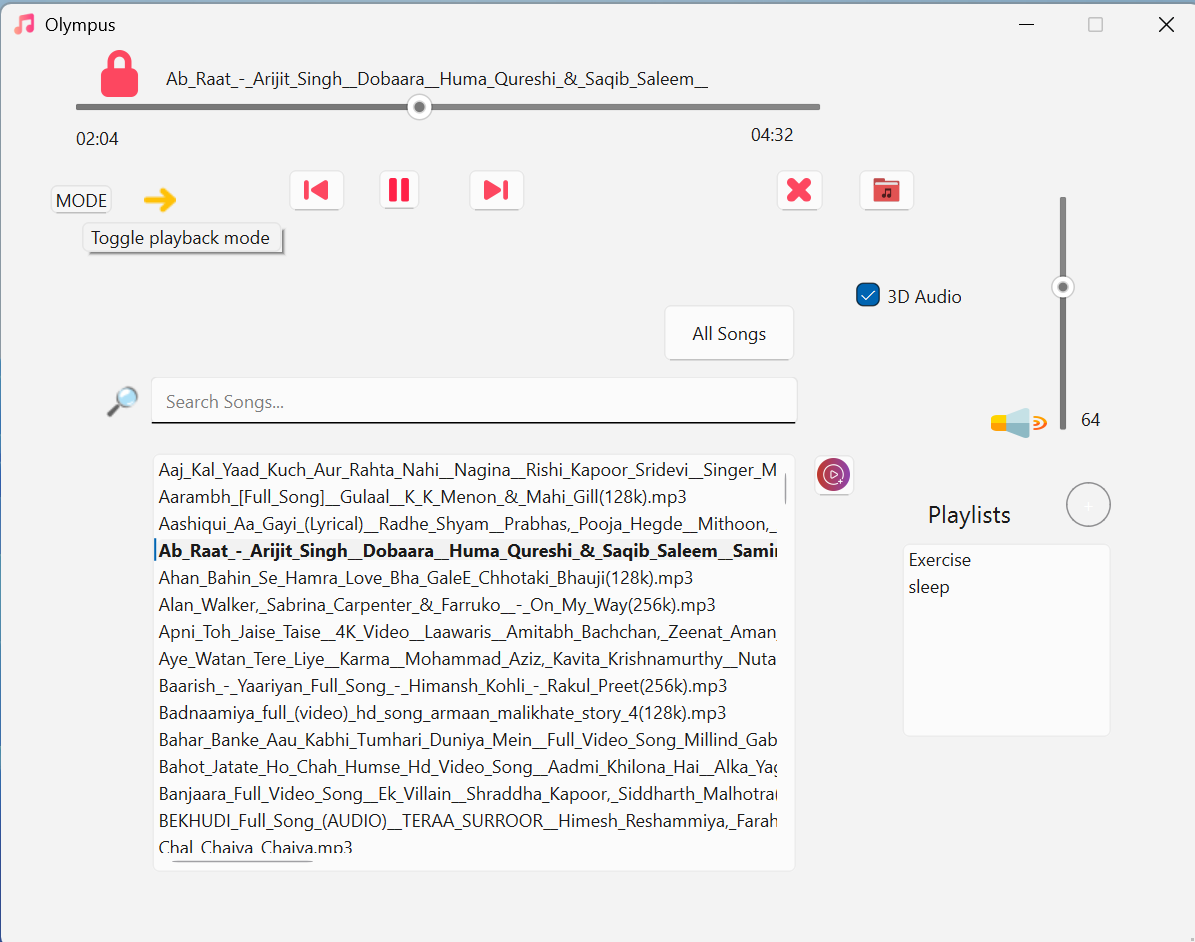 Olympus
Ab_Raat_-_Arijit_Singh__Dobaara__Huma_Qureshi_&_Saqib_Saleem__
02:04
04:32
MODE
Toggle playback mode
3D Audio
All Songs
Search Songs...
64
Aaj_Kal_Yaad_Kuch_Aur_Rahta_Nahi__Nagina__Rishi_Kapoor_Sridevi__Singer_M
Aarambh_[Full_Song]__Gulaal__K_K_Menon_&_Mahi_Gill(128k).mp3
Aashiqui_Aa_Gayi_(Lyrical)__Radhe_Shyam__Prabhas,_Pooja_Hegde__Mithoon,_
Ab_Raat_-_Arijit_Singh__Dobaara__Huma_Qureshi_&_Saqib_Saleem__Samir
Ahan_Bahin_Se_Hamra_Love_Bha_GaleE_Chhotaki_Bhauji(128k).mp3
Alan_Walker,_Sabrina_Carpenter_&_Farruko__-_On_My_Way(256k).mp3
Apni_Toh_Jaise_Taise__4K_Video__Laawaris__Amitabh_Bachchan,_Zeenat_Aman,
Aye_Watan_Tere_Liye__Karma__Mohammad_Aziz,_Kavita_Krishnamurthy__Nuta
Baarish_-_Yaariyan_Full_Song_-_Himansh_Kohli_-_Rakul_Preet(256k).mp3
Badnaamiya_full_(video)_hd_song_armaan_malikhate_story_4(128k).mp3
Bahar_Banke_Aau_Kabhi_Tumhari_Duniya_Mein__Full_Video_Song_Millind_Gab
Bahot_Jatate_Ho_Chah_Humse_Hd_Video_Song__Aadmi_Khilona_Hai__Alka_Yag
Banjaara_Full_Video_Song__Ek_Villain__Shraddha_Kapoor,_Siddharth_Malhotra(
BEKHUDI_Full_Song_(AUDIO)__TERAA_SURROOR__Himesh_Reshammiya,_Farah
Chal_Chaiya_Chaiya.mp3
Playlists
Exercise
sleep